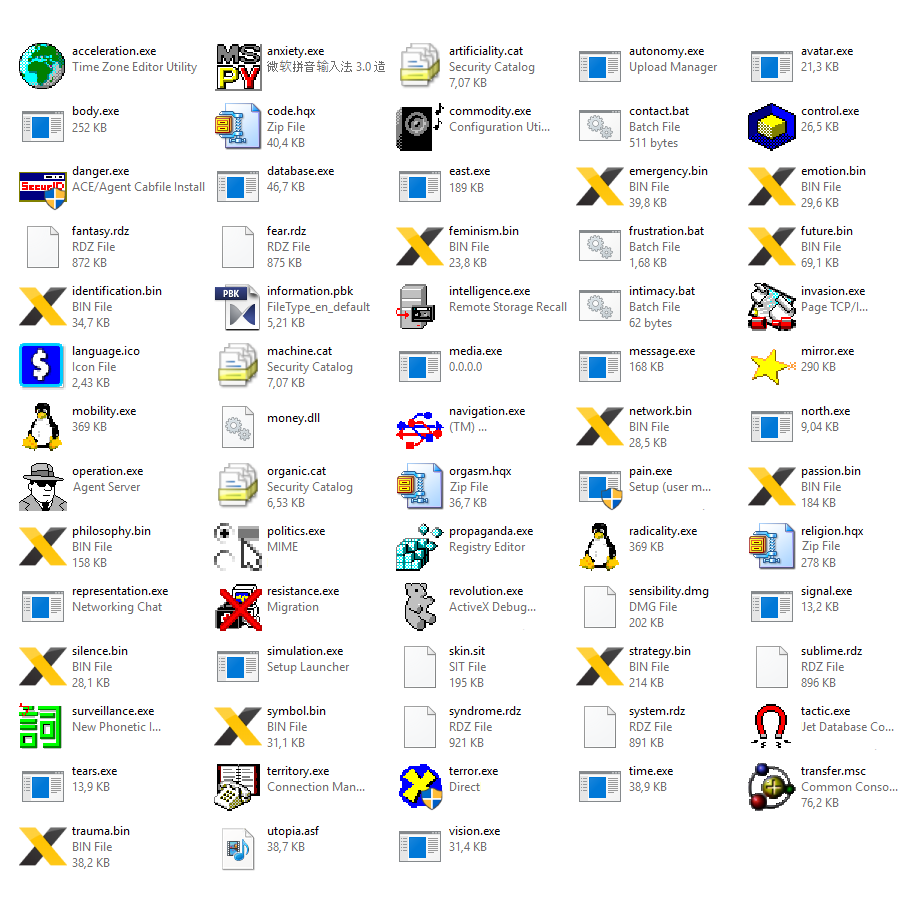 acceleration.exe
Time Zone Editor Utility
MS
PY
anxiety.exe
微软拼音输入法 3.0 造
artificiality.cat
Security Catalog
7,07 KB
autonomy.exe
Upload Manager
avatar.exe
21,3 KB
body.exe
252 KB
code.hqx
Zip File
40,4 KB
commodity.exe
Configuration Uti...
contact.bat
Batch File
511 bytes
control.exe
26,5 KB
SecurID
danger.exe
ACE/Agent Cabfile Install
database.exe
46,7 KB
east.exe
189 KB
emergency.bin
BIN File
39,8 KB
emotion.bin
BIN File
29,6 KB
fantasy.rdz
RDZ File
872 KB
fear.rdz
RDZ File
875 KB
feminism.bin
BIN File
23,8 KB
frustration.bat
Batch File
1,68 KB
future.bin
BIN File
69,1 KB
identification.bin
BIN File
34,7 KB
PBK
information.pbk
FileType_en_default
5,21 KB
intelligence.exe
Remote Storage Recall
intimacy.bat
Batch File
62 bytes
invasion.exe
Page TCP/I...
$
language.ico
Icon File
2,43 KB
machine.cat
Security Catalog
7,07 KB
media.exe
0.0.0.0
message.exe
168 KB
mirror.exe
290 KB
mobility.exe
369 KB
money.dll
navigation.exe
(TM) ...
network.bin
BIN File
28,5 KB
north.exe
9,04 KB
operation.exe
Agent Server
organic.cat
Security Catalog
6,53 KB
orgasm.hqx
Zip File
36,7 KB
pain.exe
Setup (user m...
passion.bin
BIN File
184 KB
philosophy.bin
BIN File
158 KB
politics.exe
MIME
propaganda.exe
Registry Editor
radicality.exe
369 KB
religion.hqx
Zip File
278 KB
representation.exe
Networking Chat
resistance.exe
Migration
revolution.exe
ActiveX Debug...
sensibility.dmg
DMG File
202 KB
signal.exe
13,2 KB
silence.bin
BIN File
28,1 KB
simulation.exe
Setup Launcher
skin.sit
SIT File
195 KB
strategy.bin
BIN File
214 KB
sublime.rdz
RDZ File
896 KB
詞
surveillance.exe
New Phonetic I...
symbol.bin
BIN File
31,1 KB
syndrome.rdz
RDZ File
921 KB
system.rdz
RDZ File
891 KB
tactic.exe
Jet Database Co...
tears.exe
13,9 KB
territory.exe
Connection Man...
terror.exe
Direct
time.exe
38,9 KB
transfer.msc
Common Conso...
76,2 KB
trauma.bin
BIN File
38,2 KB
utopia.asf
38,7 KB
vision.exe
31,4 KB